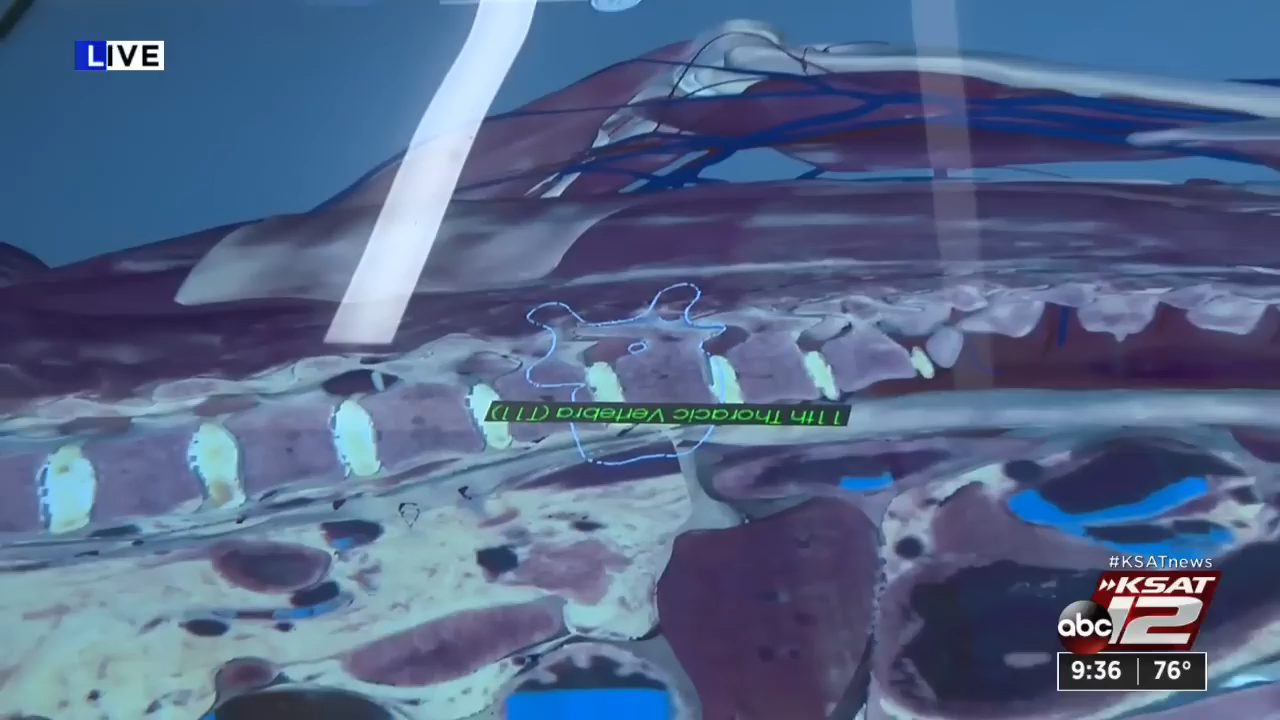 LIVE
11th Thoracic Vertebra (T11)
#KSATnews
KSAT
abc 12
9:36 76°